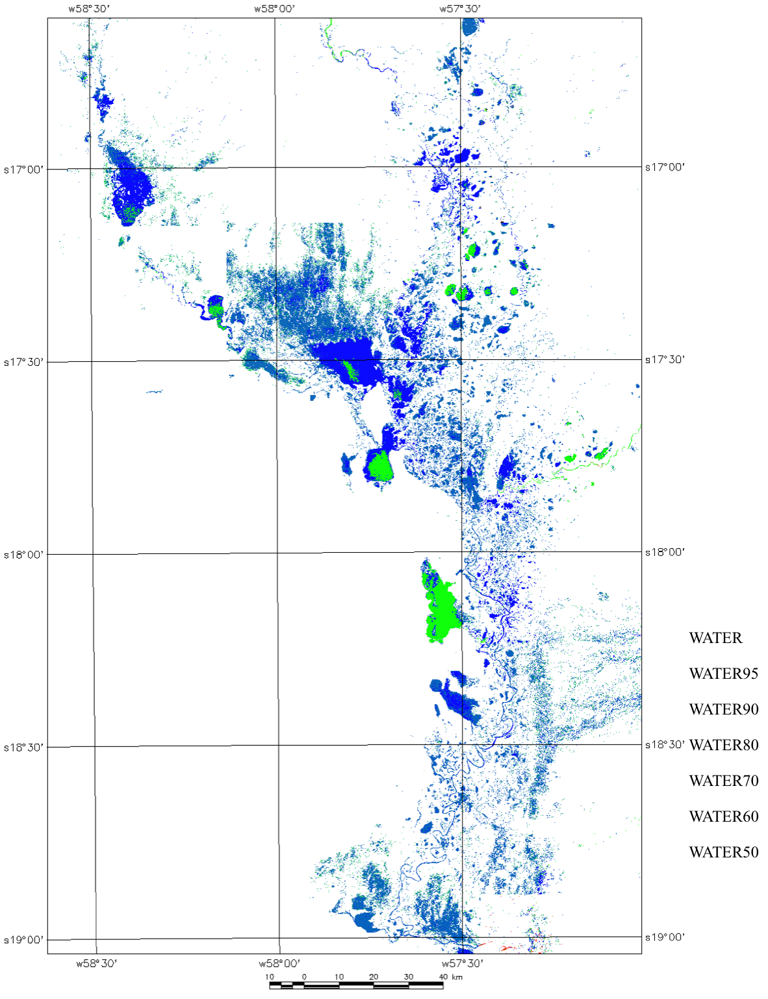 w58°30' w58°00' w57°30'
s17°00' s17°00'
s17°30' s17°30'
s18°00' s18°00'
WATER
WATER95
WATER90
s18°30' s18°30' WATER80
WATER70
WATER60
WATER50
s19°00' s19°00'
w58°30' w58°00' w57°30'
10 0 10 20 30 40 km